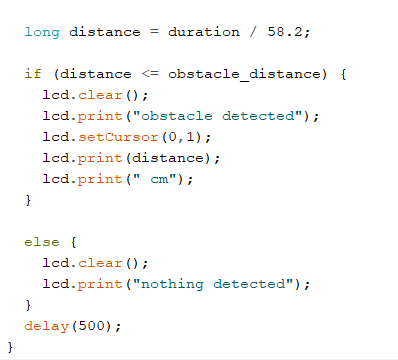 long distance = duration / 58.2;
if (distance <= obstacle_distance) {
lcd.clear();
lcd.print("obstacle detected");
lcd.setCursor(0,1);
lcd.print(distance);
lcd.print(" cm");
}
else {
lcd.clear();
lcd.print("nothing detected");
}
delay(500);
}